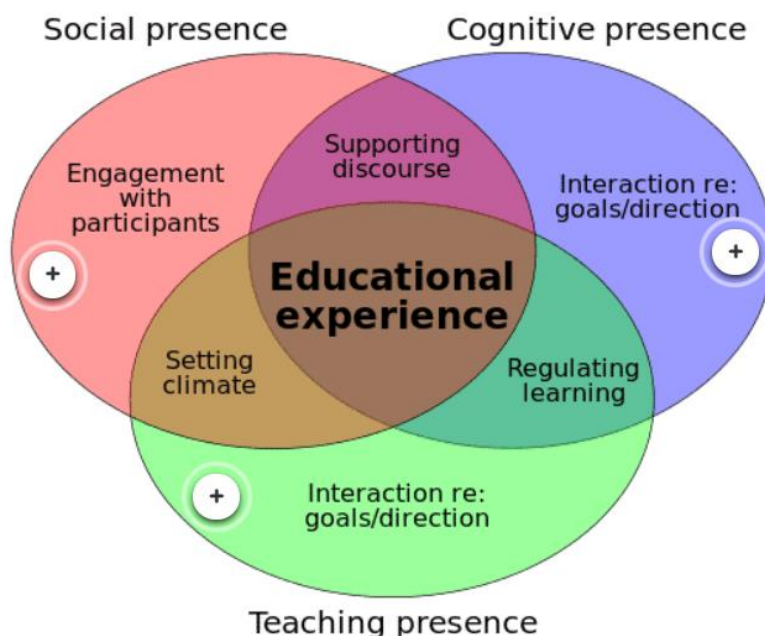 Social presence
Cognitive presence
Supporting
discourse
Engagement
with
participants
Interaction re:
goals/direction
+
+
Educational
experience
Setting
climate
Regulating
learning
+
Interaction re:
goals/direction
Teaching presence